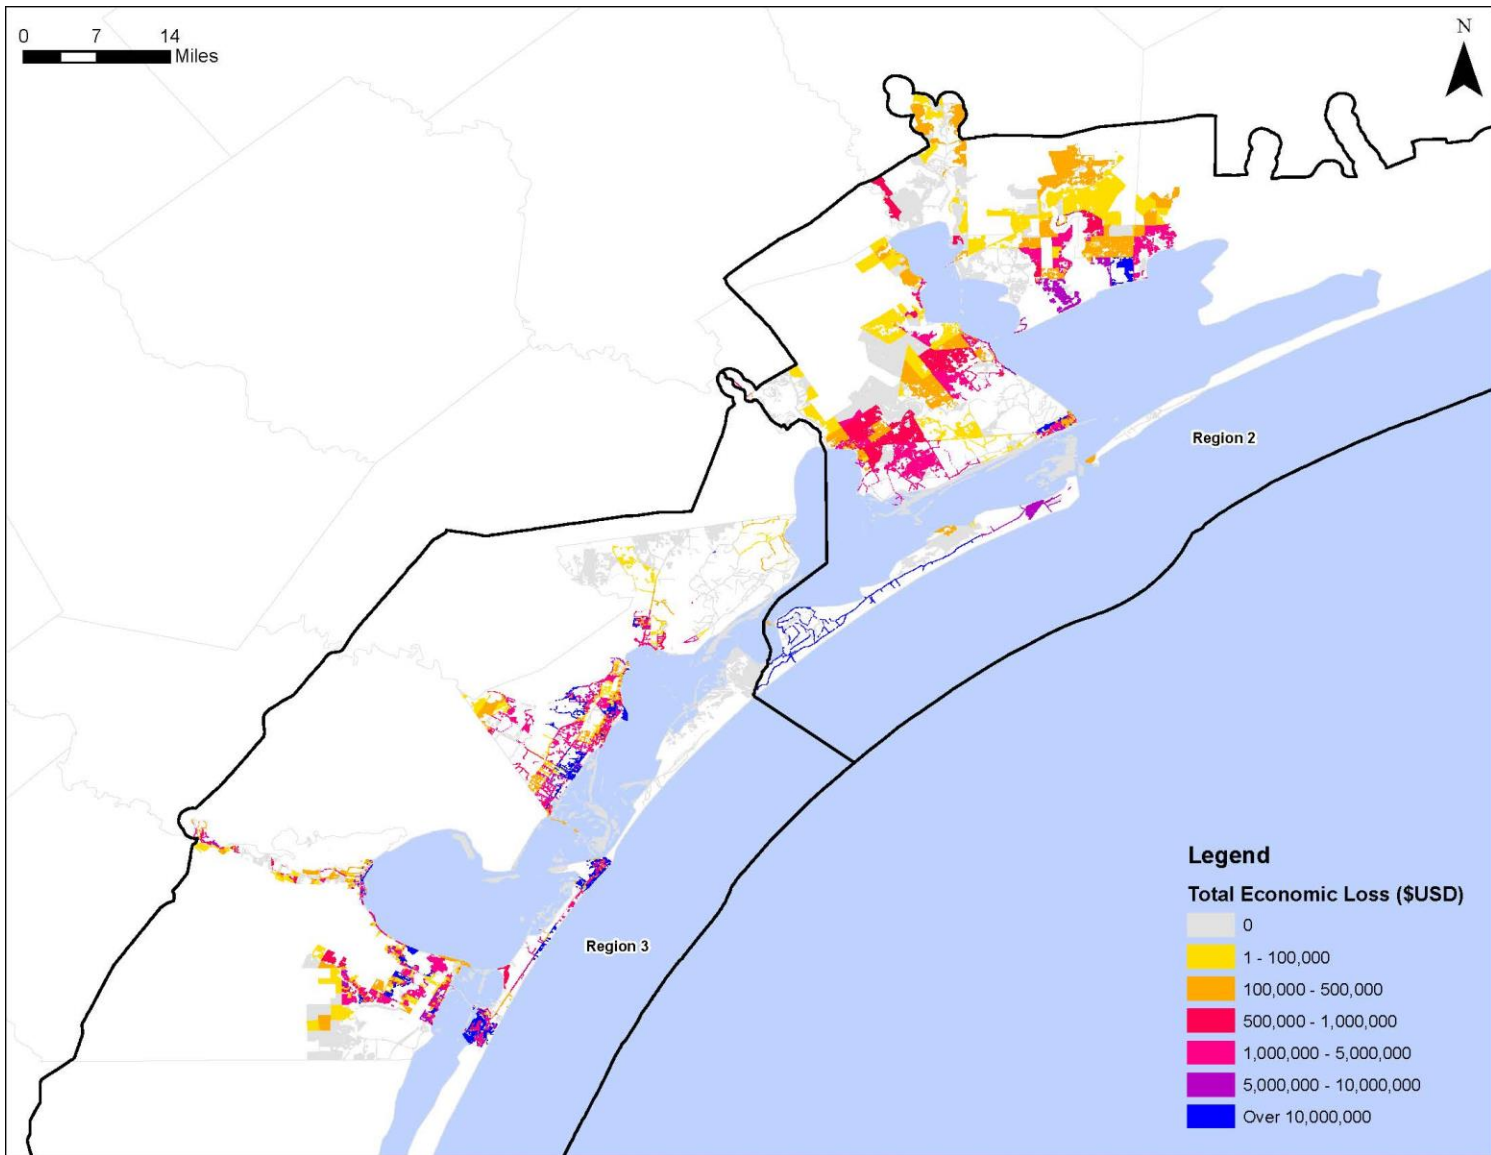 0 7 14
Miles
N
Region 2
Region 3
Legend
Total Economic Loss ($USD)
0
1 - 100,000
100,000 - 500,000
500,000 - 1,000,000
1,000,000 - 5,000,000
5,000,000 - 10,000,000
Over 10,000,000